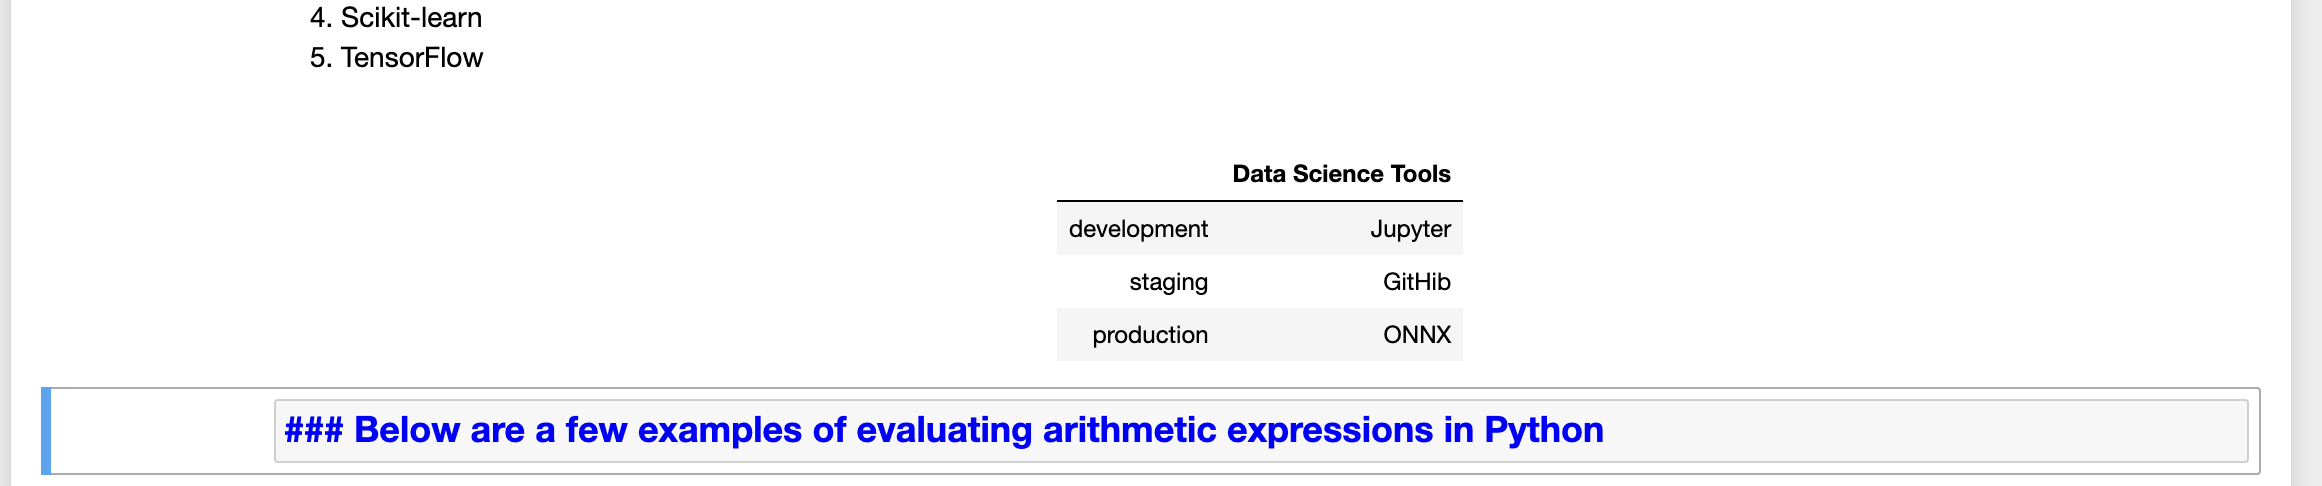 4. Scikit-learn
5. TensorFlow
Data Science Tools
development Jupyter
staging GitHib
production ONNX
### Below are a few examples of evaluating arithmetic expressions in Python